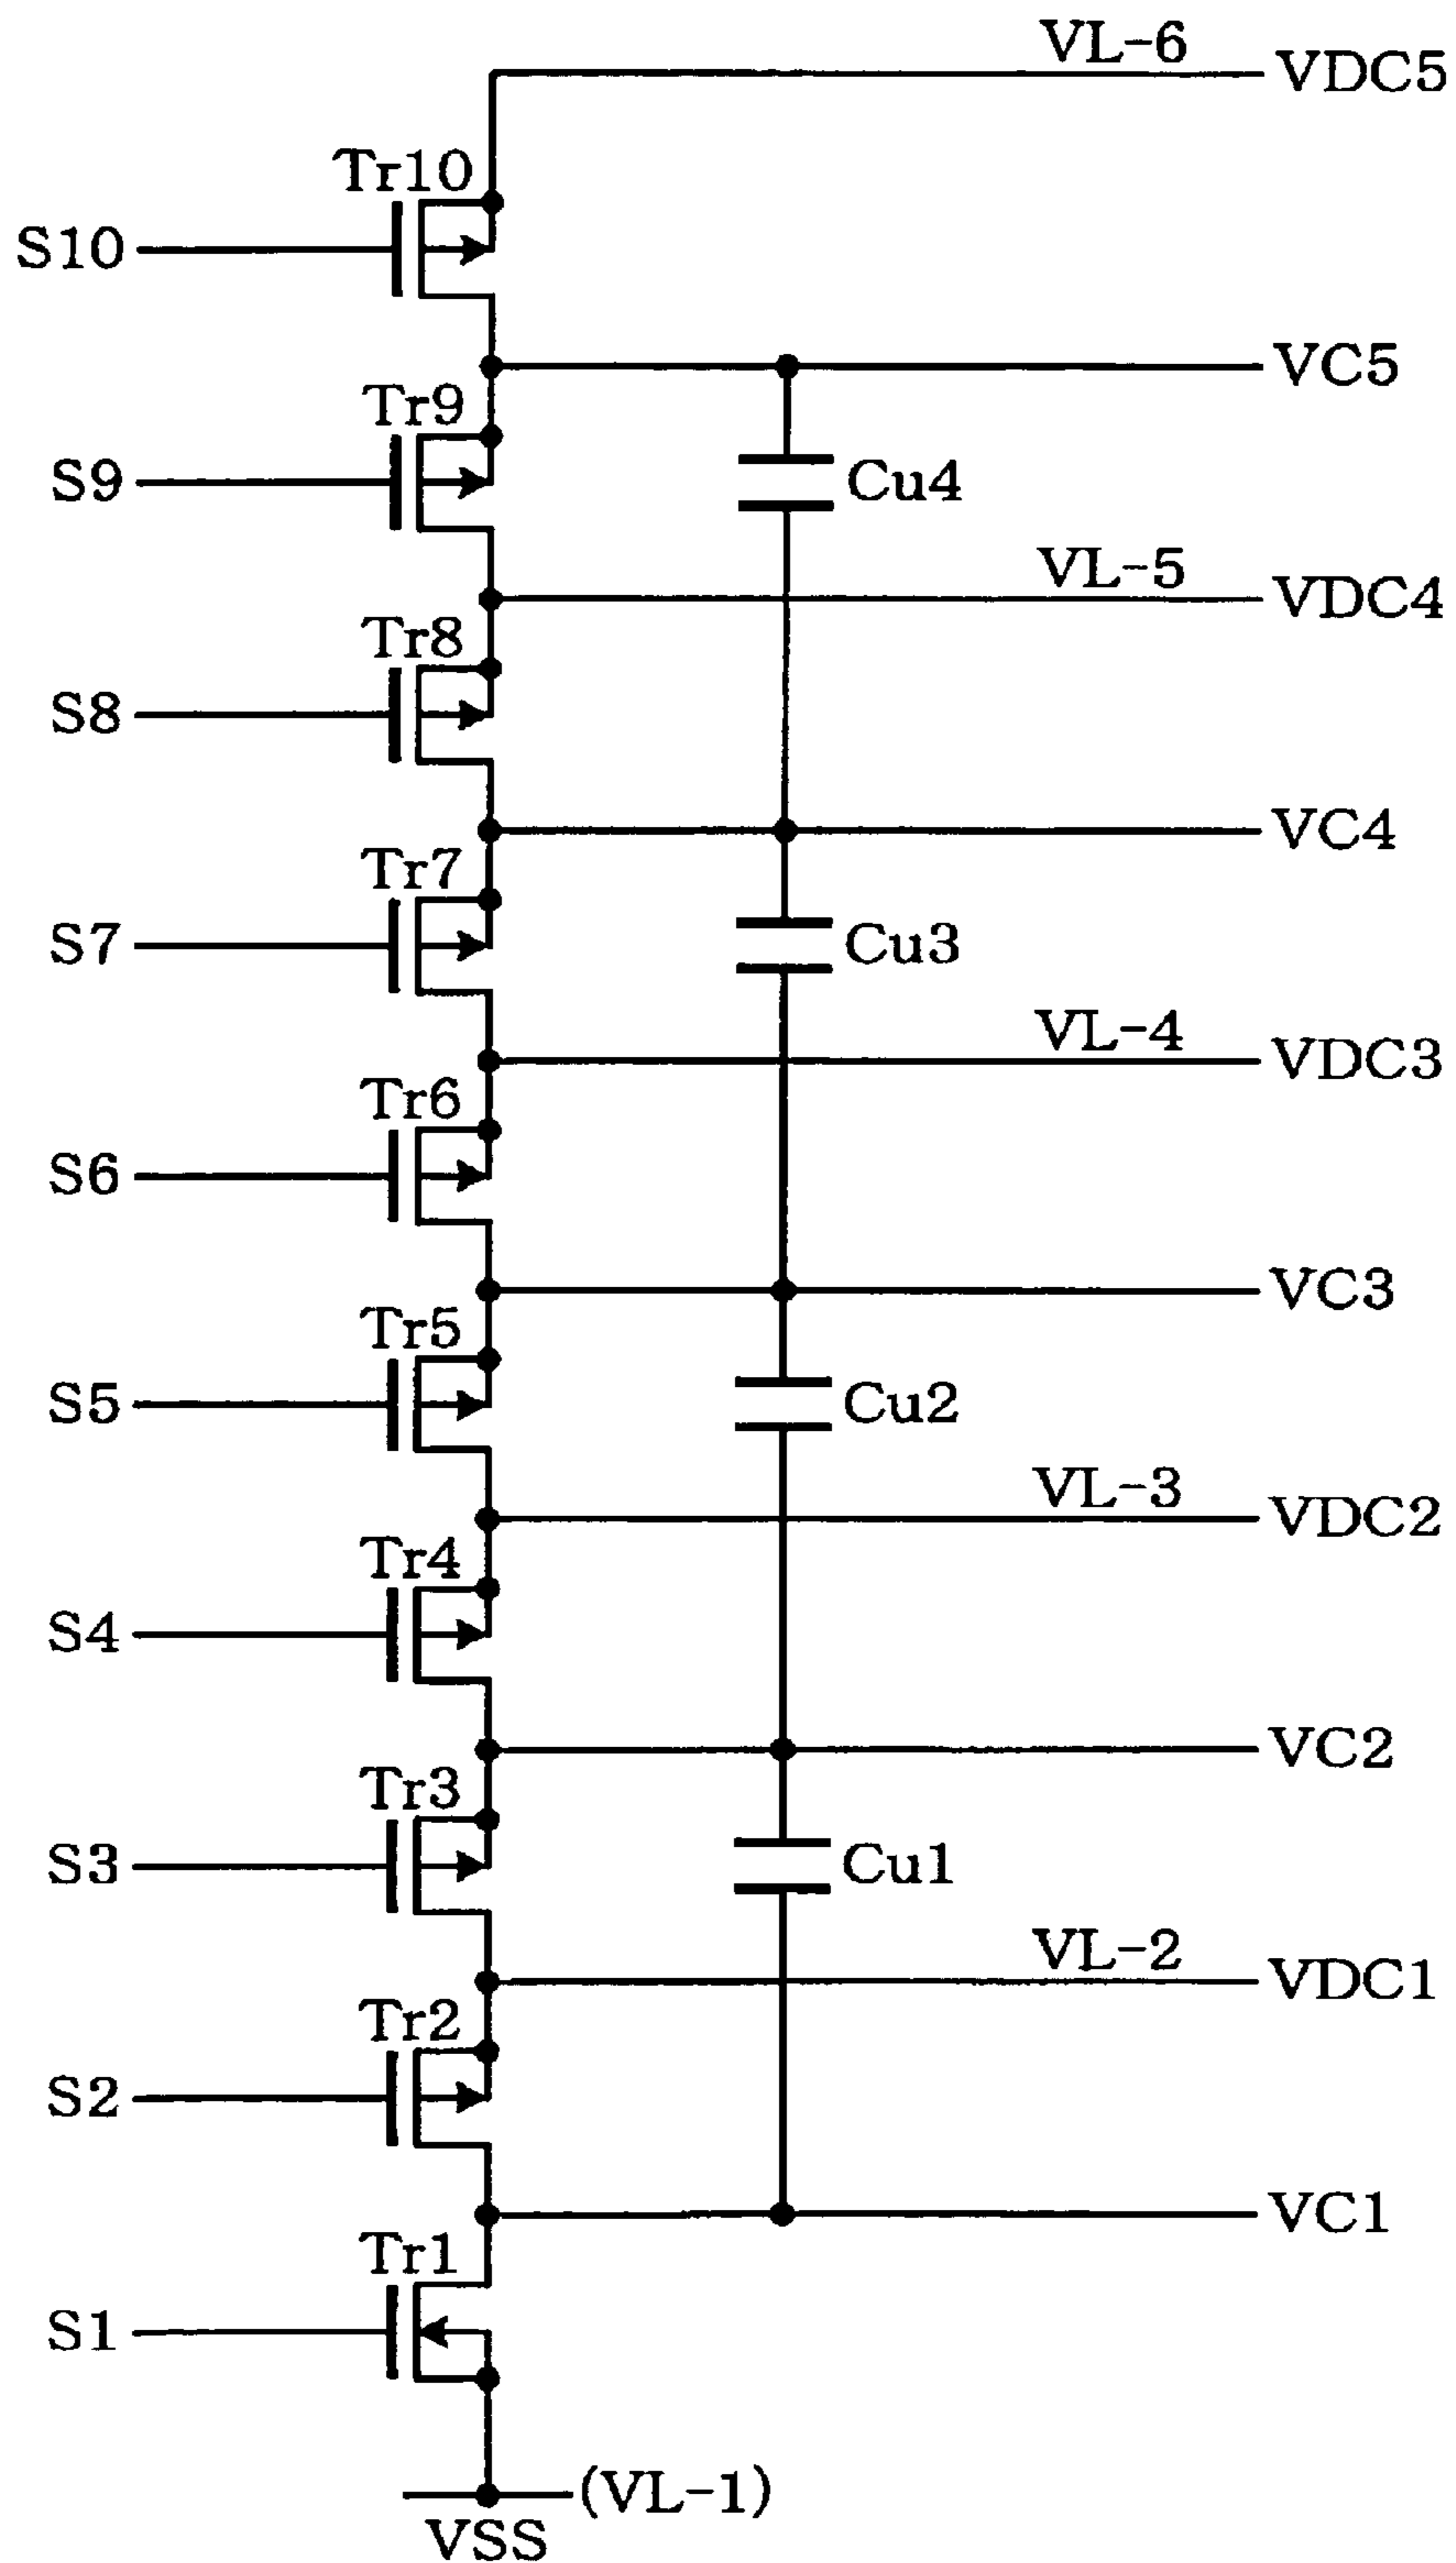 VL-6
VDC5
Tr10
S10
VC5
Tr9
S9
Cu4
VL-5
VDC4
Tr8
S8
VC4
Tr7
S7
Cu3
VL-4
VDC3
Tr6
S6
VC3
Tr5
S5
Cu2
VL-3
VDC2
Tr4
S4
VC2
Tr3
S3
Cu1
VL-2
VDC1
Tr2
S2
VC1
Tr1
S1
(VL-1)
VSS